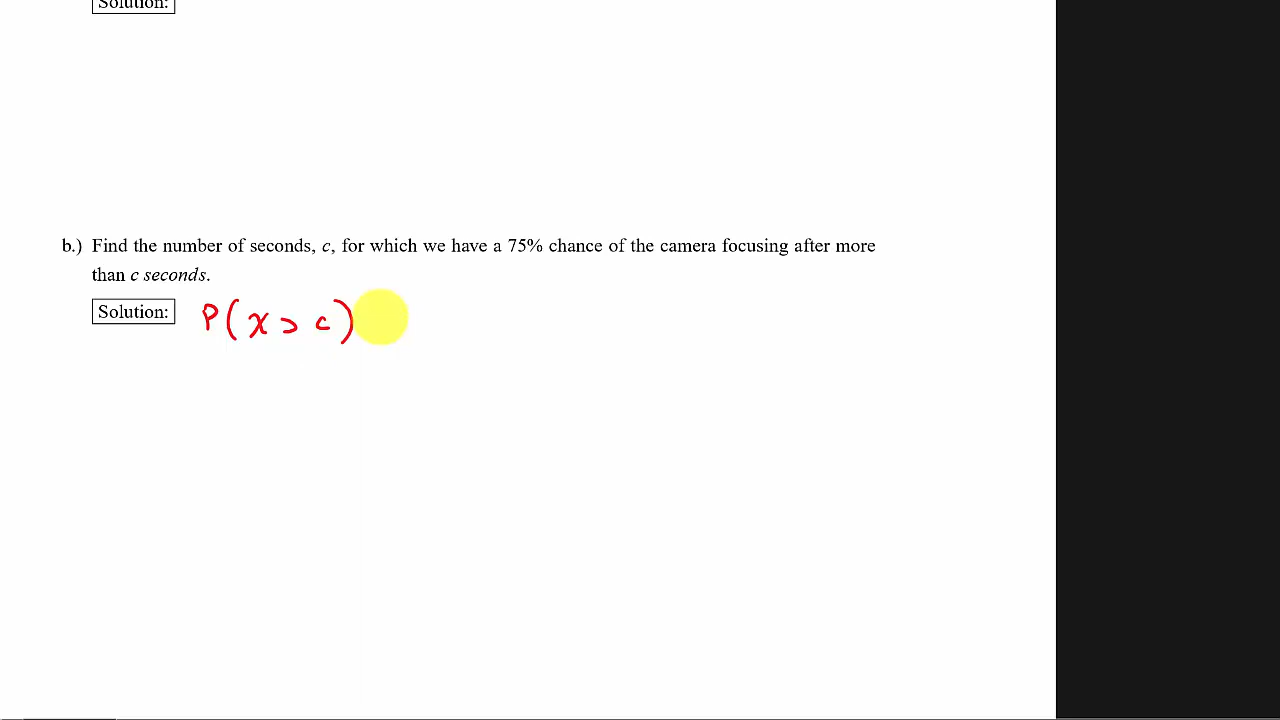 Solution:
b.) Find the number of seconds, c, for which we have a 75% chance of the camera focusing after more
than c seconds.
Solution: P(x > c)